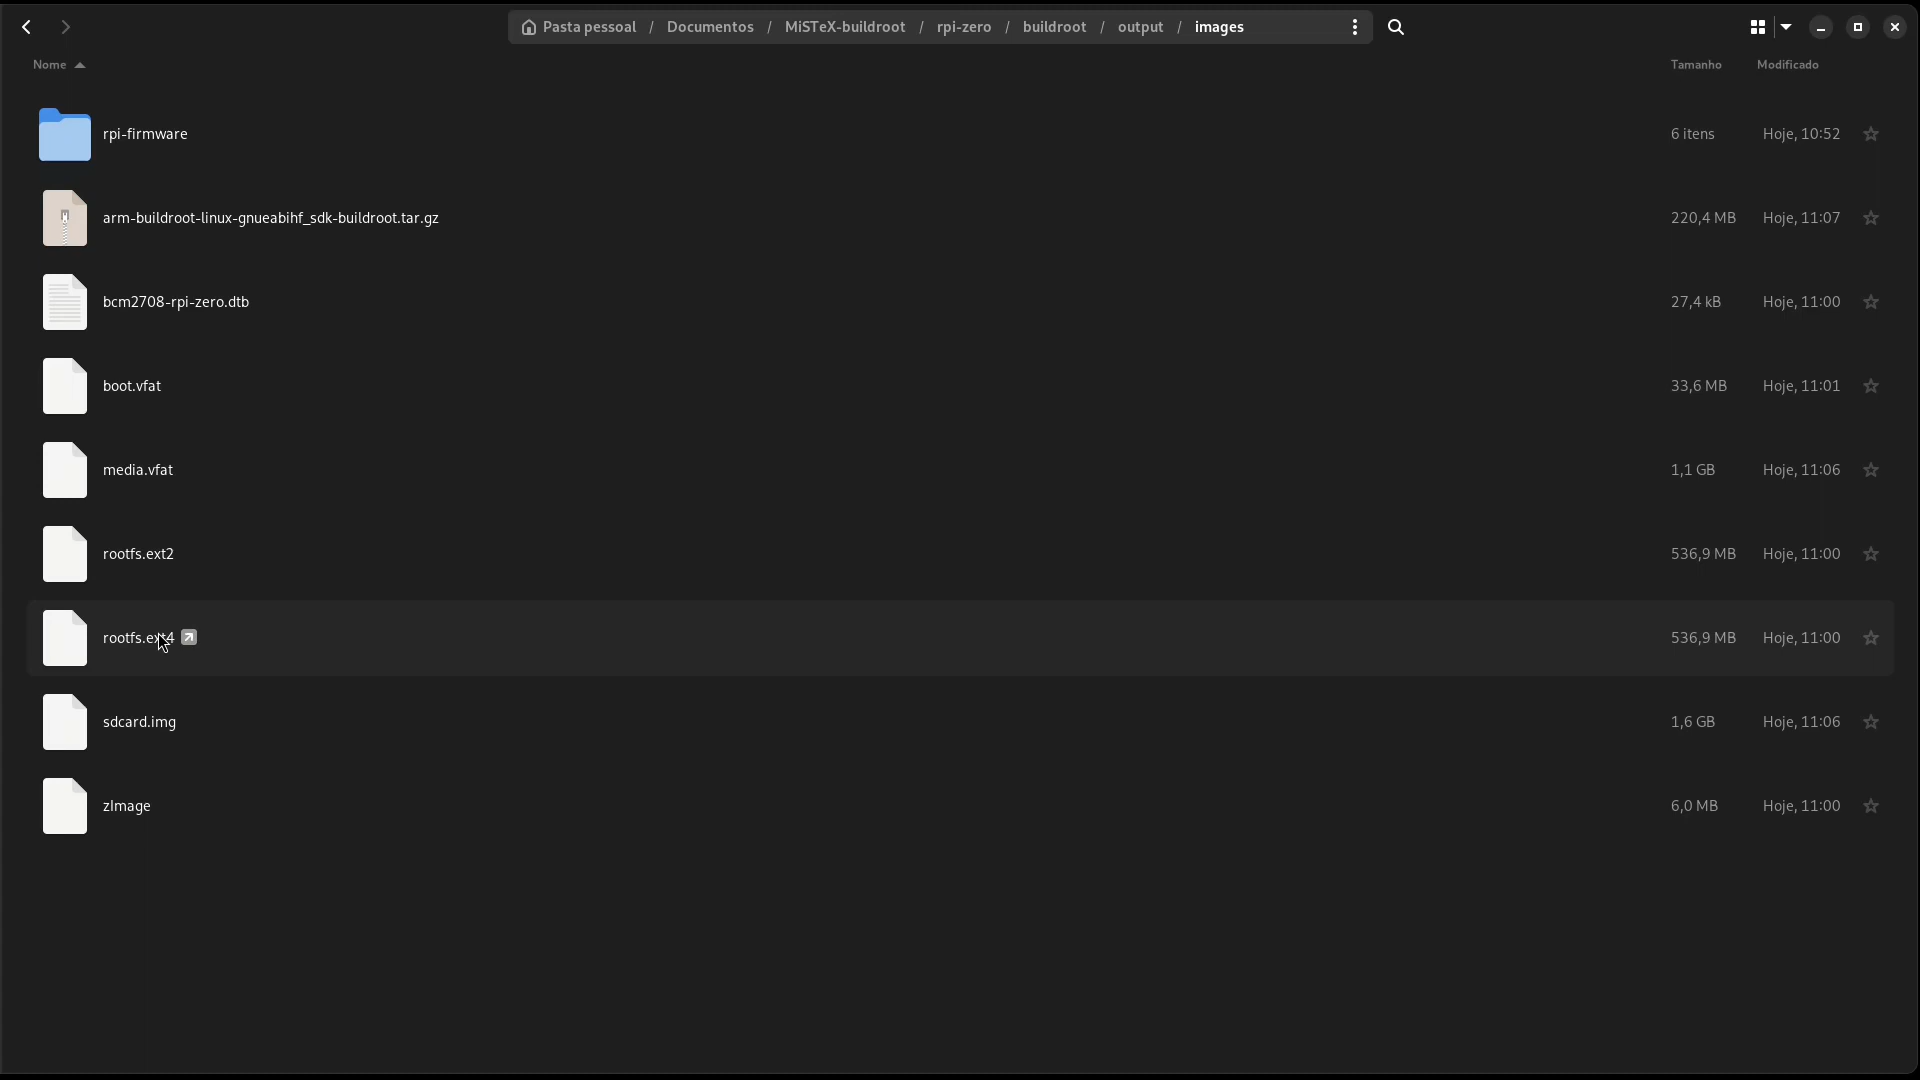 Pasta pessoal / Documentos / MiSTeX-buildroot / rpi-zero / buildroot / output / images
Nome Tamanho Modificado
rpi-firmware 6 itens Hoje, 10:52
arm-buildroot-linux-gnueabihf_sdk-buildroot.tar.gz 220,4 MB Hoje, 11:07
bcm2708-rpi-zero.dtb 27,4 kB Hoje, 11:00
boot.vfat 33,6 MB Hoje, 11:01
media.vfat 1,1 GB Hoje, 11:06
rootfs.ext2 536,9 MB Hoje, 11:00
rootfs.ext4 536,9 MB Hoje, 11:00
sdcard.img 1,6 GB Hoje, 11:06
zImage 6,0 MB Hoje, 11:00